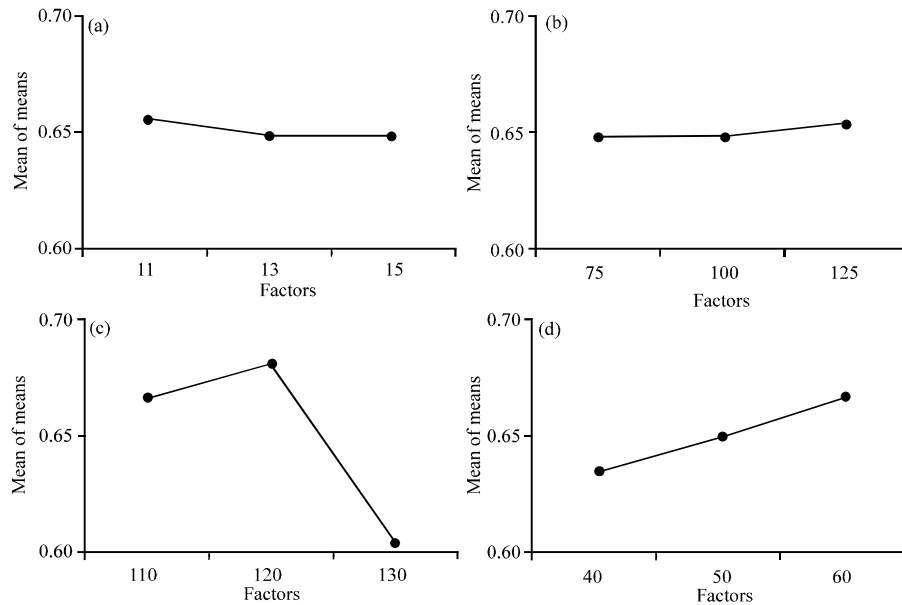 (a)
0.70
0.65
0.60
Mean of means
11 13 15
Factors
(b)
0.70
0.65
0.60
Mean of means
75 100 125
Factors
(c)
0.70
0.65
0.60
Mean of means
110 120 130
Factors
(d)
0.70
0.65
0.60
Mean of means
40 50 60
Factors